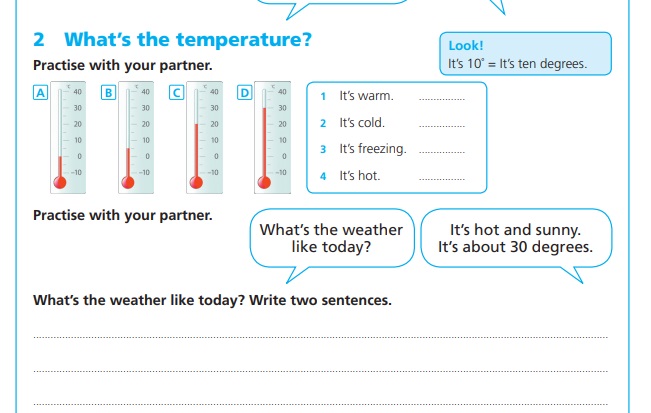 2 What's the temperature?
Look!
It's 10° = It's ten degrees.
Practise with your partner.
A
°C
40
30
20
10
0
-10
B
°C
40
30
20
10
0
-10
C
°C
40
30
20
10
0
-10
D
°C
40
30
20
10
0
-10
1 It's warm. ................
2 It's cold. ................
3 It's freezing. ................
4 It's hot. ................
Practise with your partner.
What's the weather
like today?
It's hot and sunny.
It's about 30 degrees.
What's the weather like today? Write two sentences.